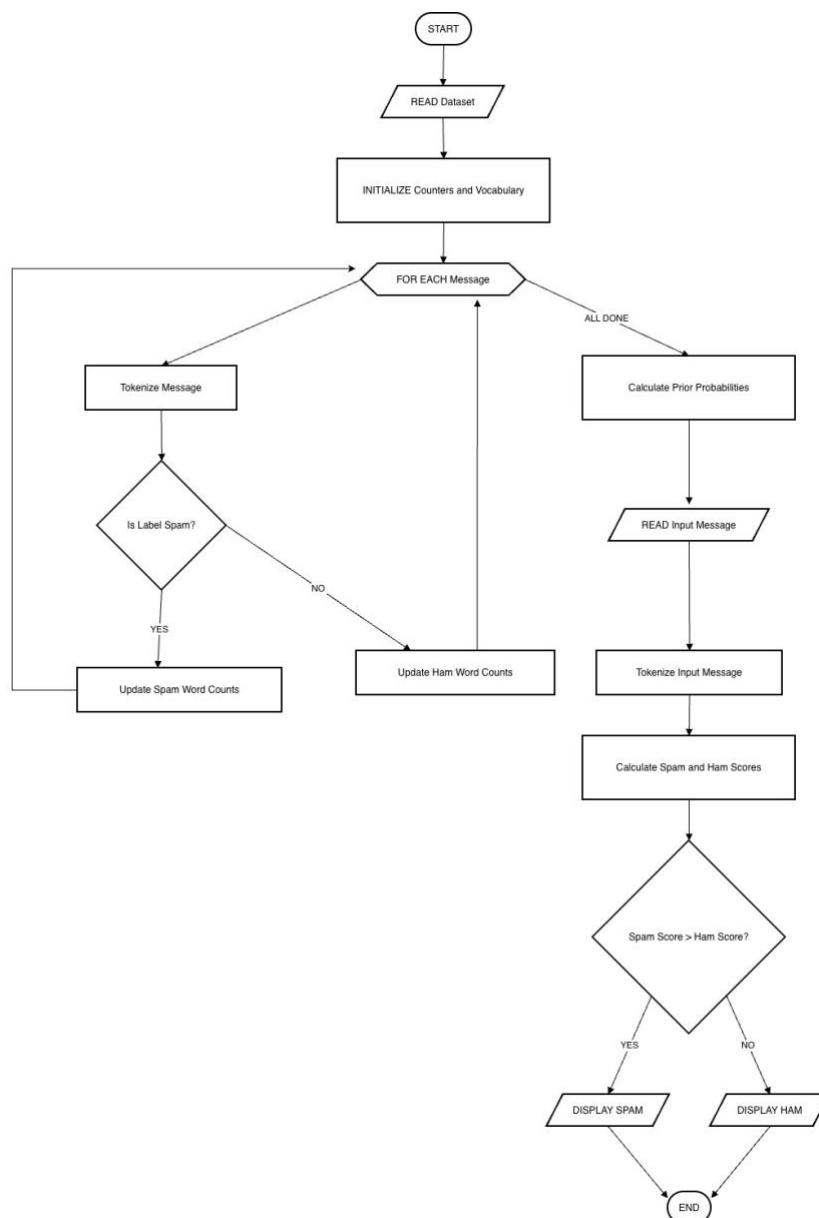 START
READ Dataset
INITIALIZE Counters and Vocabulary
FOR EACH Message
ALL DONE
Tokenize Message
Calculate Prior Probabilities
Is Label Spam?
READ Input Message
NO
YES
Update Spam Word Counts
Update Ham Word Counts
Tokenize Input Message
Calculate Spam and Ham Scores
Spam Score > Ham Score?
YES
NO
DISPLAY SPAM
DISPLAY HAM
END